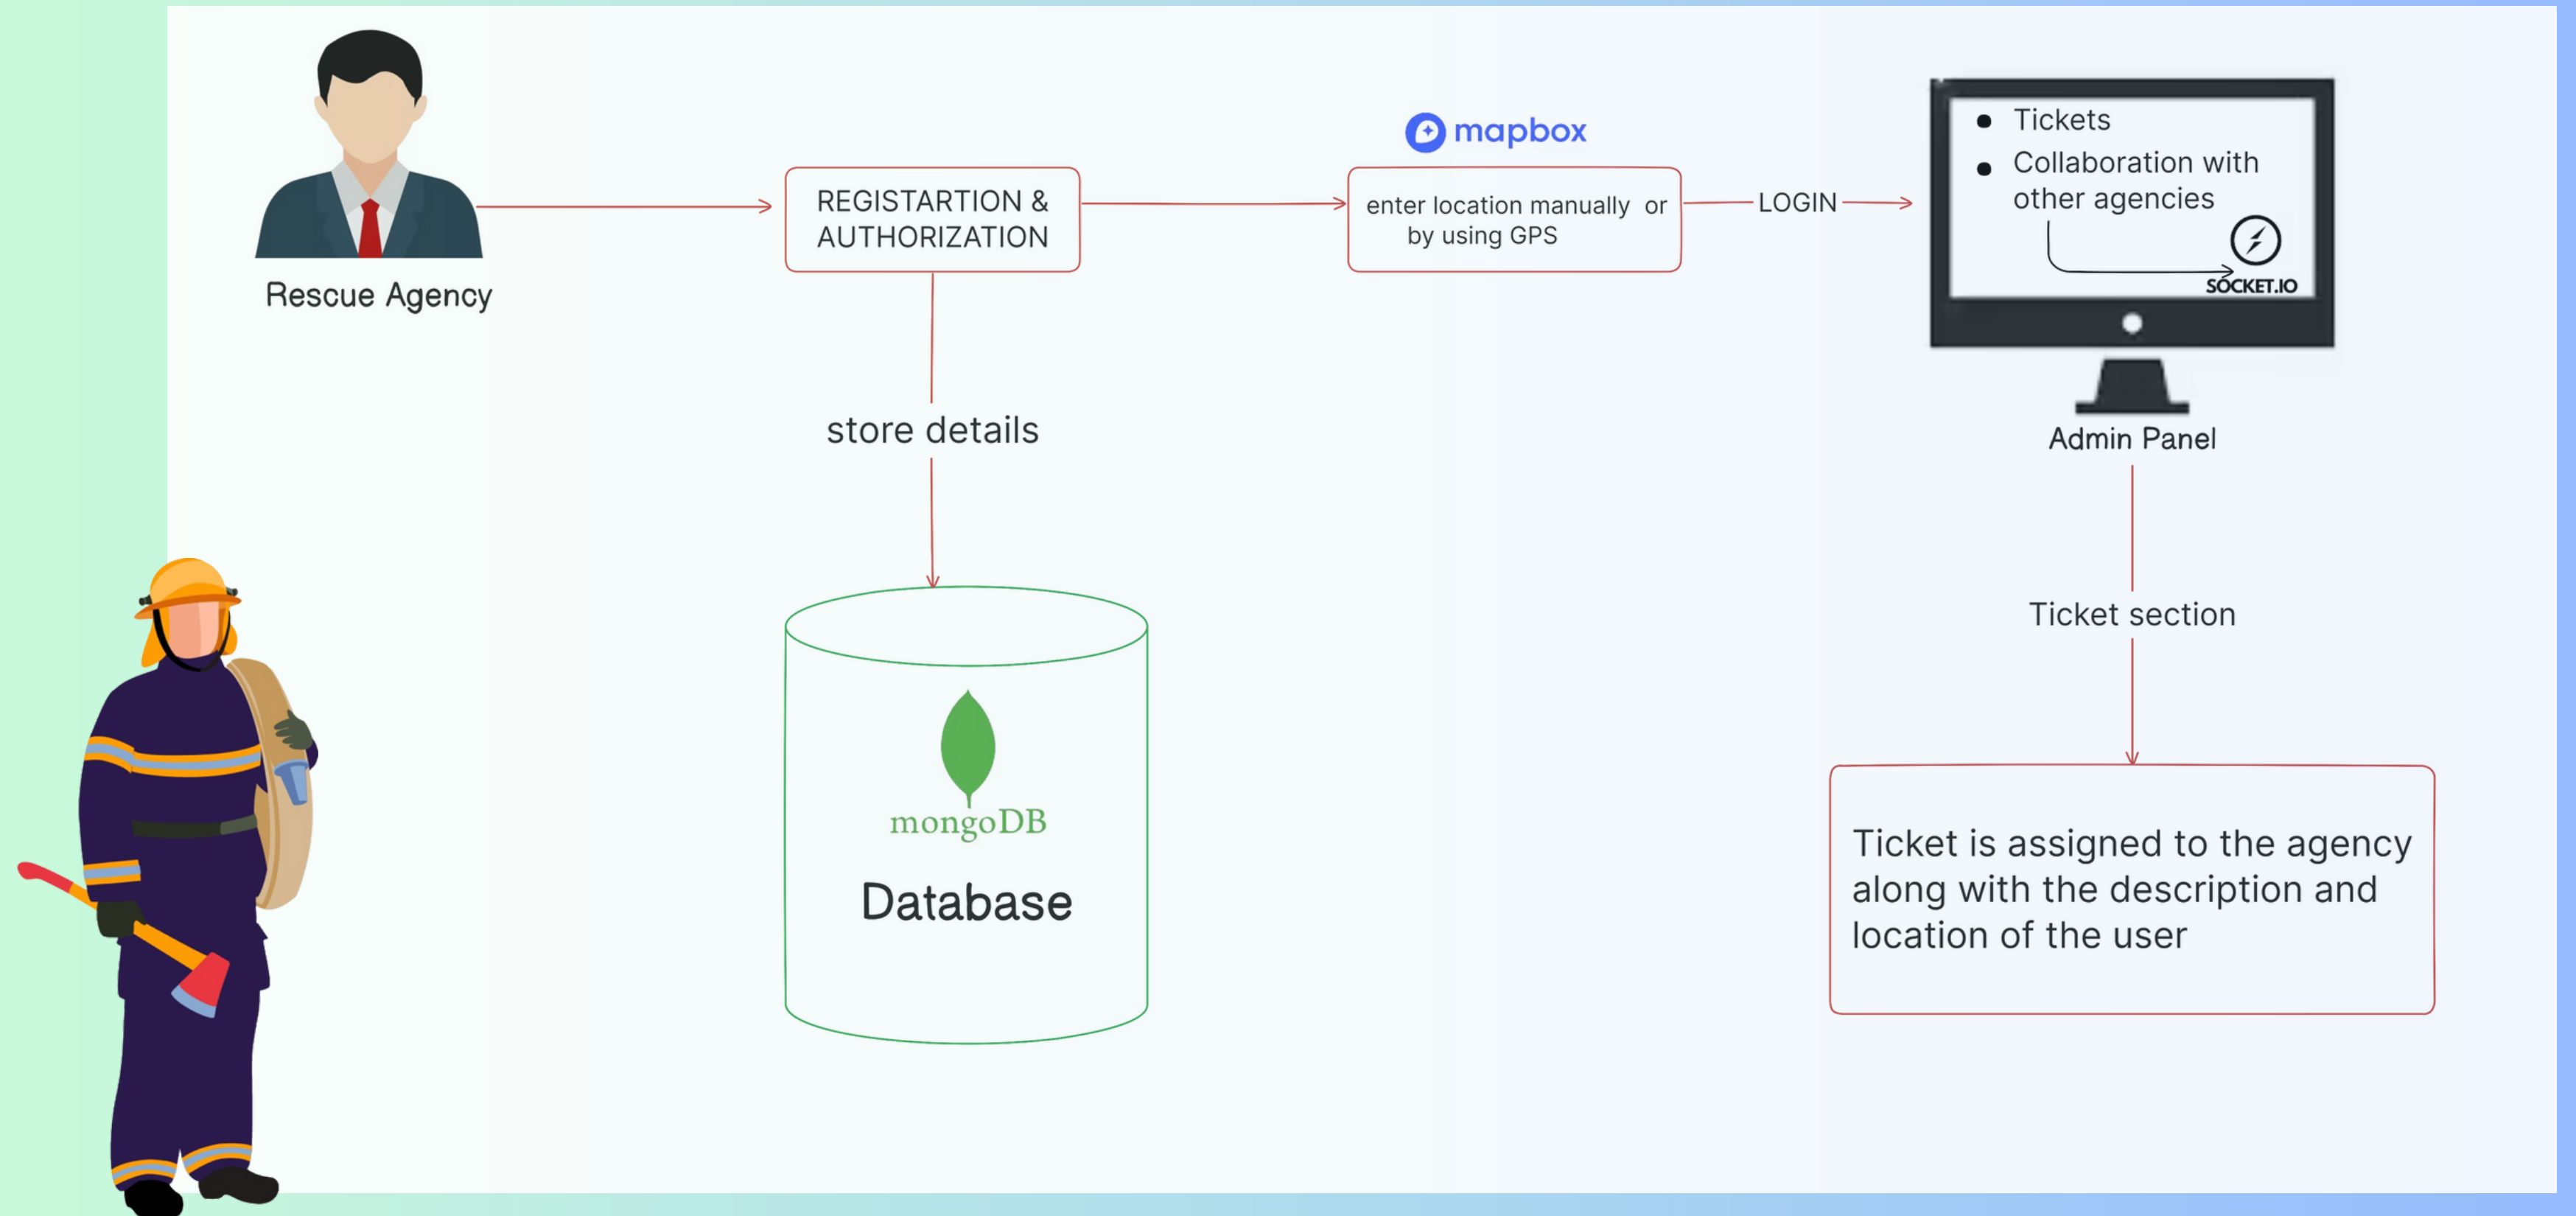 Rescue Agency
REGISTARTION &
AUTHORIZATION
store details
mongoDB
Database
mapbox
enter location manually or
by using GPS
LOGIN
Tickets
Collaboration with
other agencies
SOCKET.IO
Admin Panel
Ticket section
Ticket is assigned to the agency
along with the description and
location of the user